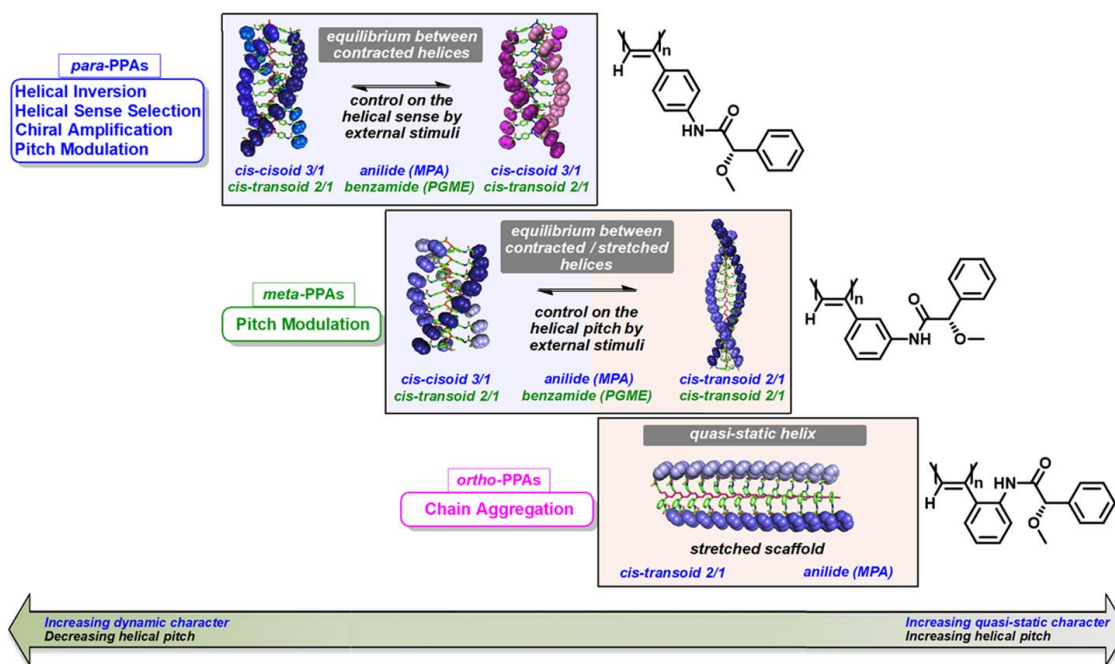 para-PPAs
Helical Inversion
Helical Sense Selection
Chiral Amplification
Pitch Modulation
equilibrium between
contracted helices
control on the
helical sense by
external stimuli
cis-cisoid 3/1
cis-transoid 2/1
anilide (MPA)
benzamide (PGME)
cis-cisoid 3/1
cis-transoid 2/1
n
H
NH
O
O
meta-PPAs
Pitch Modulation
equilibrium between
contracted / stretched
helices
control on the
helical pitch by
external stimuli
cis-cisoid 3/1
cis-transoid 2/1
anilide (MPA)
benzamide (PGME)
cis-transoid 2/1
cis-transoid 2/1
n
H
N
H
O
O
ortho-PPAs
Chain Aggregation
quasi-static helix
stretched scaffold
cis-transoid 2/1
anilide (MPA)
n
H
HN
O
O
Increasing dynamic character
Decreasing helical pitch
Increasing quasi-static character
Increasing helical pitch